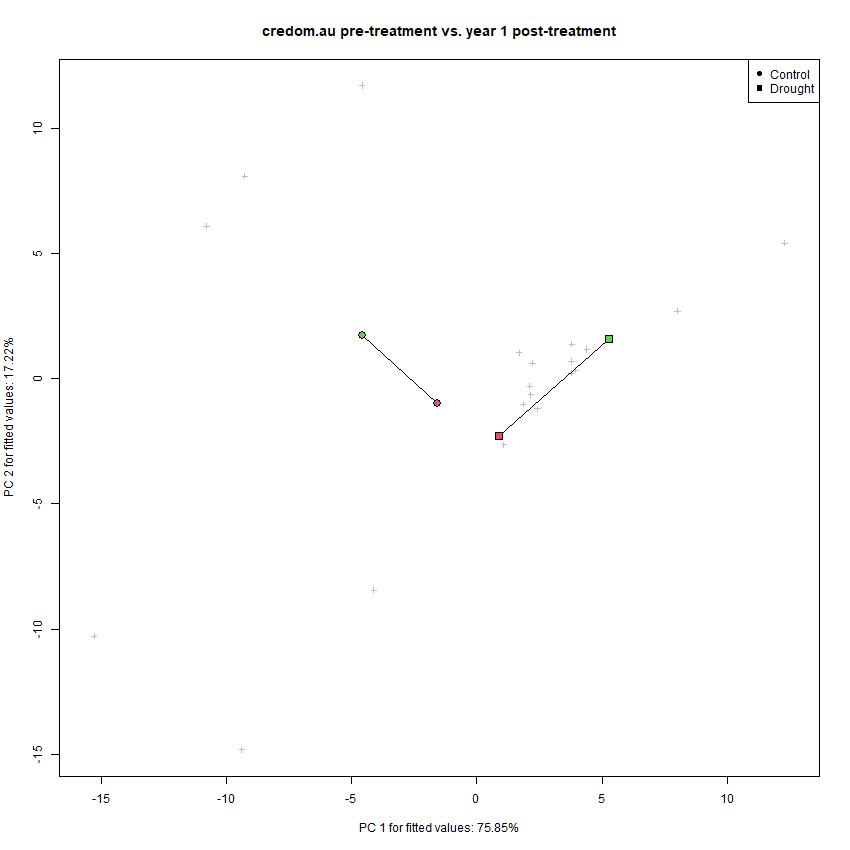 credom.au pre-treatment vs. year 1 post-treatment
Control
Drought
10
5
0
-5
-10
-15
PC 2 for fitted values: 17.22%
-15
-10
-5
0
5
10
PC 1 for fitted values: 75.85%